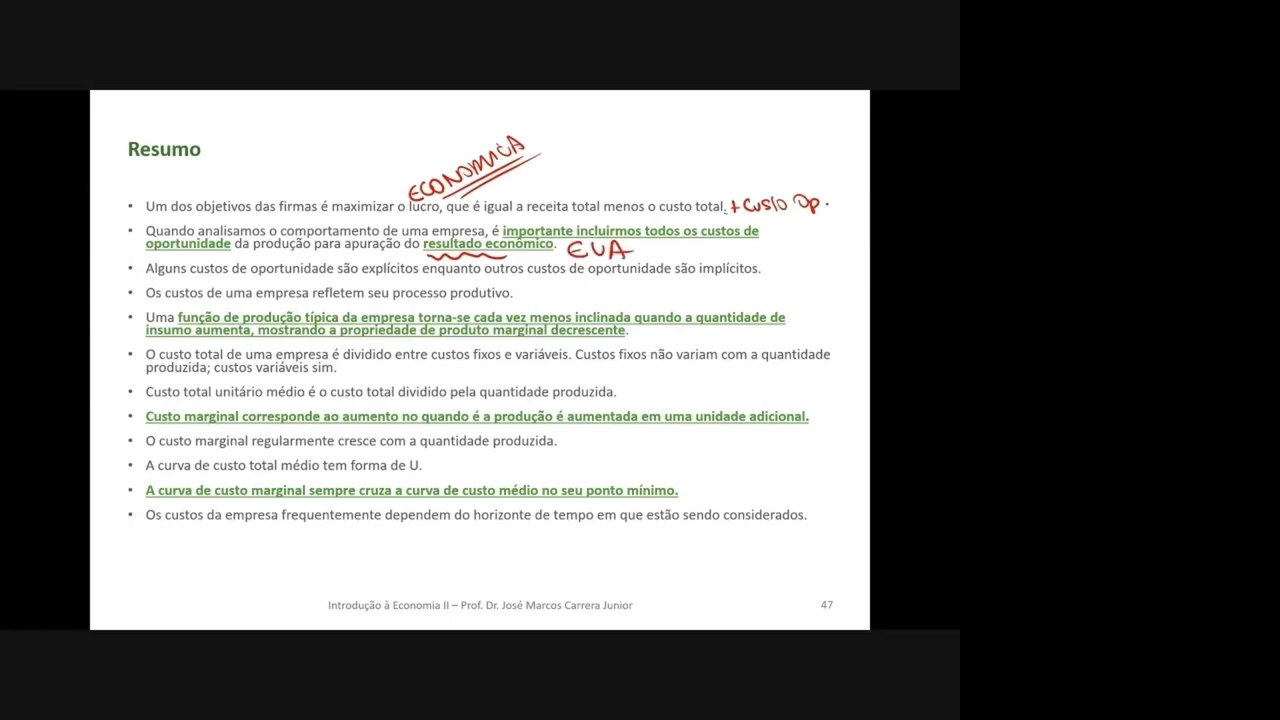 Resumo
ECONOMICA
• Um dos objetivos das firmas é maximizar o lucro, que é igual a receita total menos o custo total. + Custo Op.
• Quando analisamos o comportamento de uma empresa, é importante incluirmos todos os custos de
oportunidade da produção para apuração do resultado econômico. EVA
• Alguns custos de oportunidade são explícitos enquanto outros custos de oportunidade são implícitos.
• Os custos de uma empresa refletem seu processo produtivo.
• Uma função de produção típica da empresa torna-se cada vez menos inclinada quando a quantidade de
insumo aumenta, mostrando a propriedade de produto marginal decrescente.
• O custo total de uma empresa é dividido entre custos fixos e variáveis. Custos fixos não variam com a quantidade
produzida; custos variáveis sim.
• Custo total unitário médio é o custo total dividido pela quantidade produzida.
• Custo marginal corresponde ao aumento no quando é a produção é aumentada em uma unidade adicional.
• O custo marginal regularmente cresce com a quantidade produzida.
• A curva de custo total médio tem forma de U.
• A curva de custo marginal sempre cruza a curva de custo médio no seu ponto mínimo.
• Os custos da empresa frequentemente dependem do horizonte de tempo em que estão sendo considerados.
Introdução à Economia II – Prof. Dr. José Marcos Carrera Junior
47